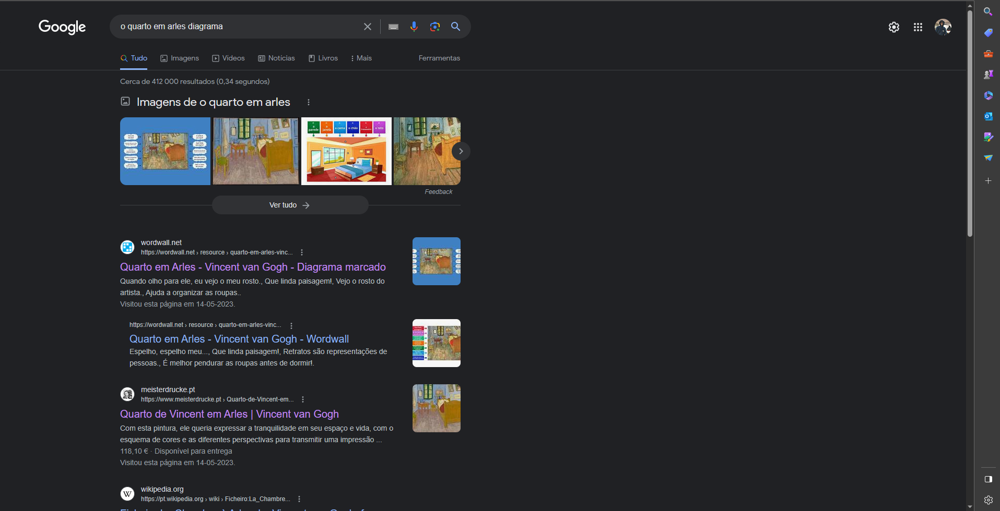 Google
o quarto em arles diagrama
Tudo
Imagens
Vídeos
Notícias
Livros
Mais
Ferramentas
Cerca de 412 000 resultados (0,34 segundos)
Imagens de o quarto em arles
o parede
a janela
a cama
o chão
o teto
Feedback
Ver tudo
wordwall.net
https://wordwall.net › resource › quarto-em-arles-vinc...
Quarto em Arles - Vincent van Gogh - Diagrama marcado
Quando olho para ele, eu vejo o meu rosto., Que linda paisagem!, Vejo o rosto do
artista., Ajuda a organizar as roupas..
Visitou esta página em 14-05-2023.
https://wordwall.net › resource › quarto-em-arles-vinc...
Quarto em Arles - Vincent van Gogh - Wordwall
Espelho, espelho meu..., Que linda paisagem!, Retratos são representações de
pessoas., É melhor pendurar as roupas antes de dormir!.
meisterdrucke.pt
https://www.meisterdrucke.pt › Quarto-de-Vincent-em...
Quarto de Vincent em Arles | Vincent van Gogh
Com esta pintura, ele queria expressar a tranquilidade em seu espaço e vida, com o
esquema de cores e as diferentes perspectivas para transmitir uma impressão ...
118,10 € · Disponível para entrega
Visitou esta página em 14-05-2023.
W
wikipedia.org
https://pt.wikipedia.org › wiki › Ficheiro:La_Chambre...